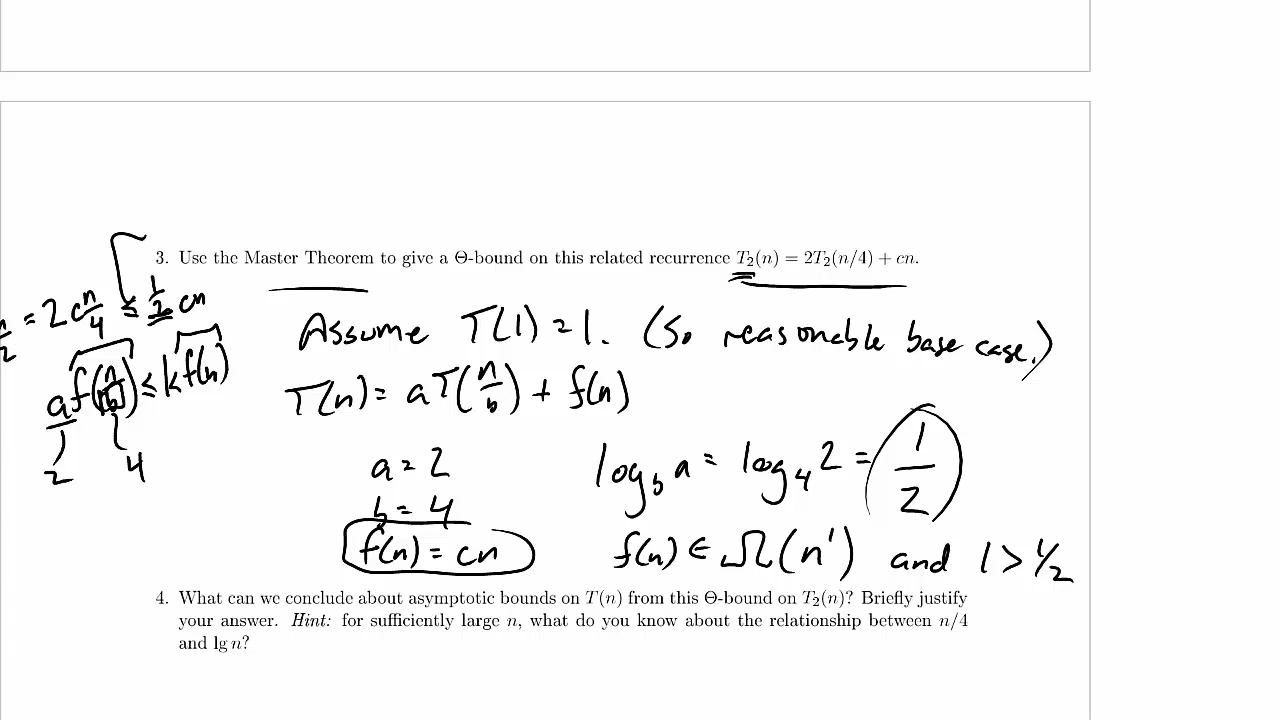 3. Use the Master Theorem to give a Θ-bound on this related recurrence T₂(n) = 2T₂(n/4) + cn.
= 2c n/4 ≤ 1/2 cn
Assume T(1) = 1. (So reasonable base case.)
a f(n/b) ≤ k f(n)
T(n) = aT(n/b) + f(n)
2 4
a = 2
log_b a = log_4 2 = 1/2
b = 4
f(n) = cn
f(n) ∈ Ω(n¹) and 1 > 1/2
4. What can we conclude about asymptotic bounds on T(n) from this Θ-bound on T₂(n)? Briefly justify
your answer. Hint: for sufficiently large n, what do you know about the relationship between n/4
and lg n?